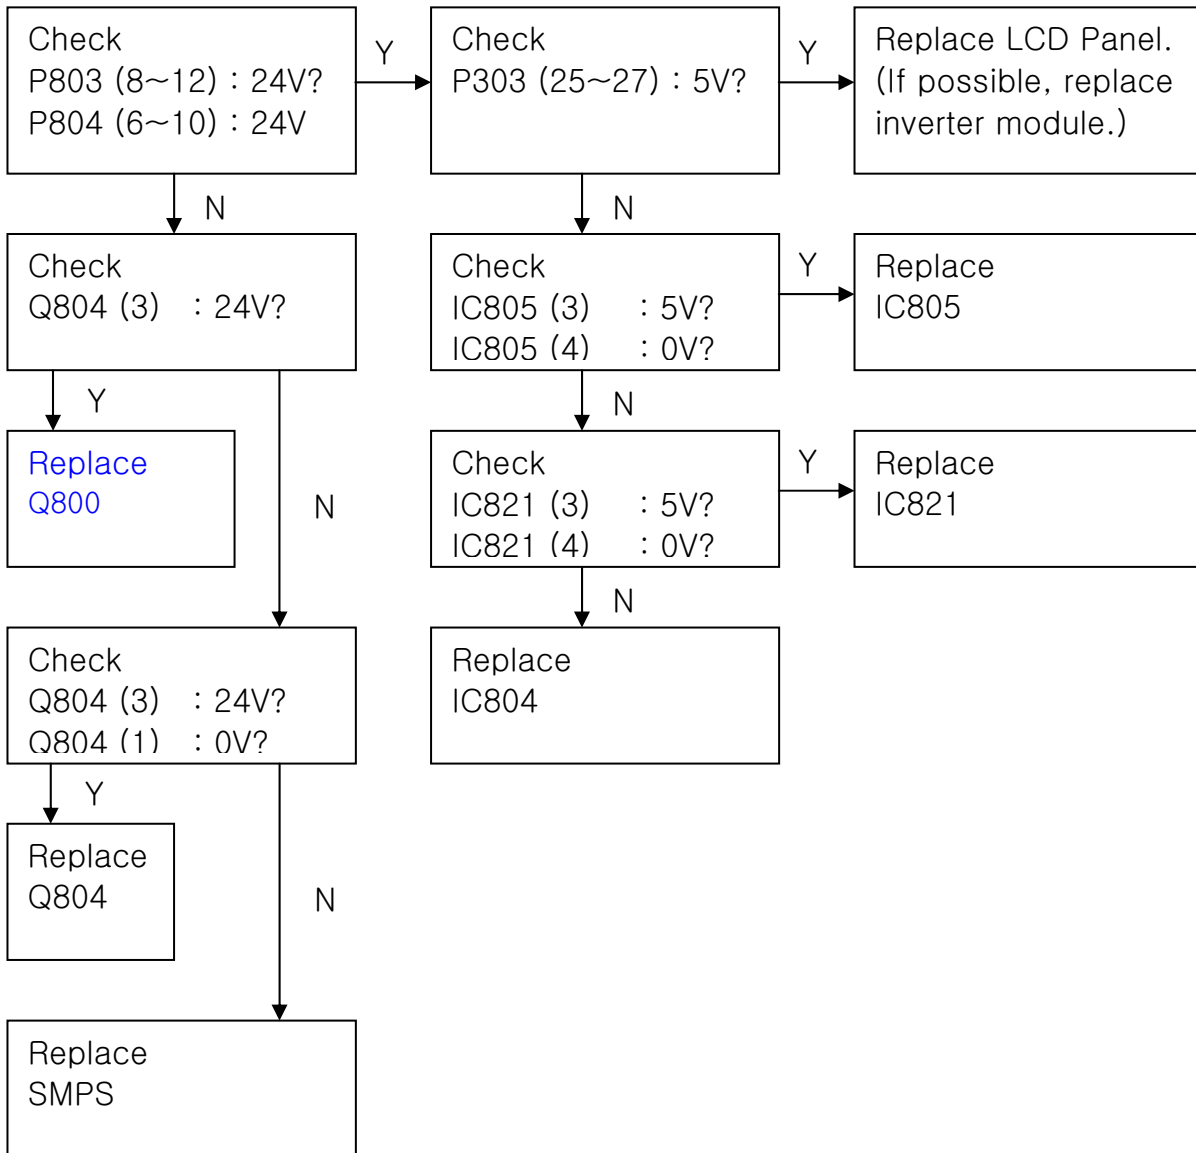 Check
P803 (8~12) : 24V?
P804 (6~10) : 24V
Y
Check
P303 (25~27) : 5V?
Y
Replace LCD Panel.
(If possible, replace
inverter module.)
N
N
Check
Q804 (3) : 24V?
Check
IC805 (3) : 5V?
IC805 (4) : 0V?
Y
Replace
IC805
Y
N
Replace
Q800
N
Check
IC821 (3) : 5V?
IC821 (4) : 0V?
Y
Replace
IC821
N
Check
Q804 (3) : 24V?
Q804 (1) : 0V?
Replace
IC804
Y
Replace
Q804
N
Replace
SMPS